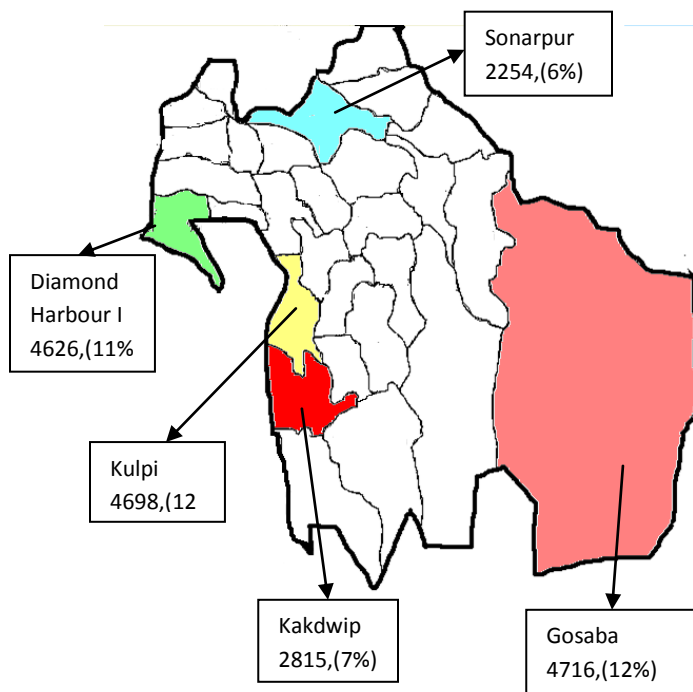 Sonarpur
2254,(6%)
Diamond
Harbour I
4626,(11%
Kulpi
4698,(12
Kakdwip
2815,(7%)
Gosaba
4716,(12%)